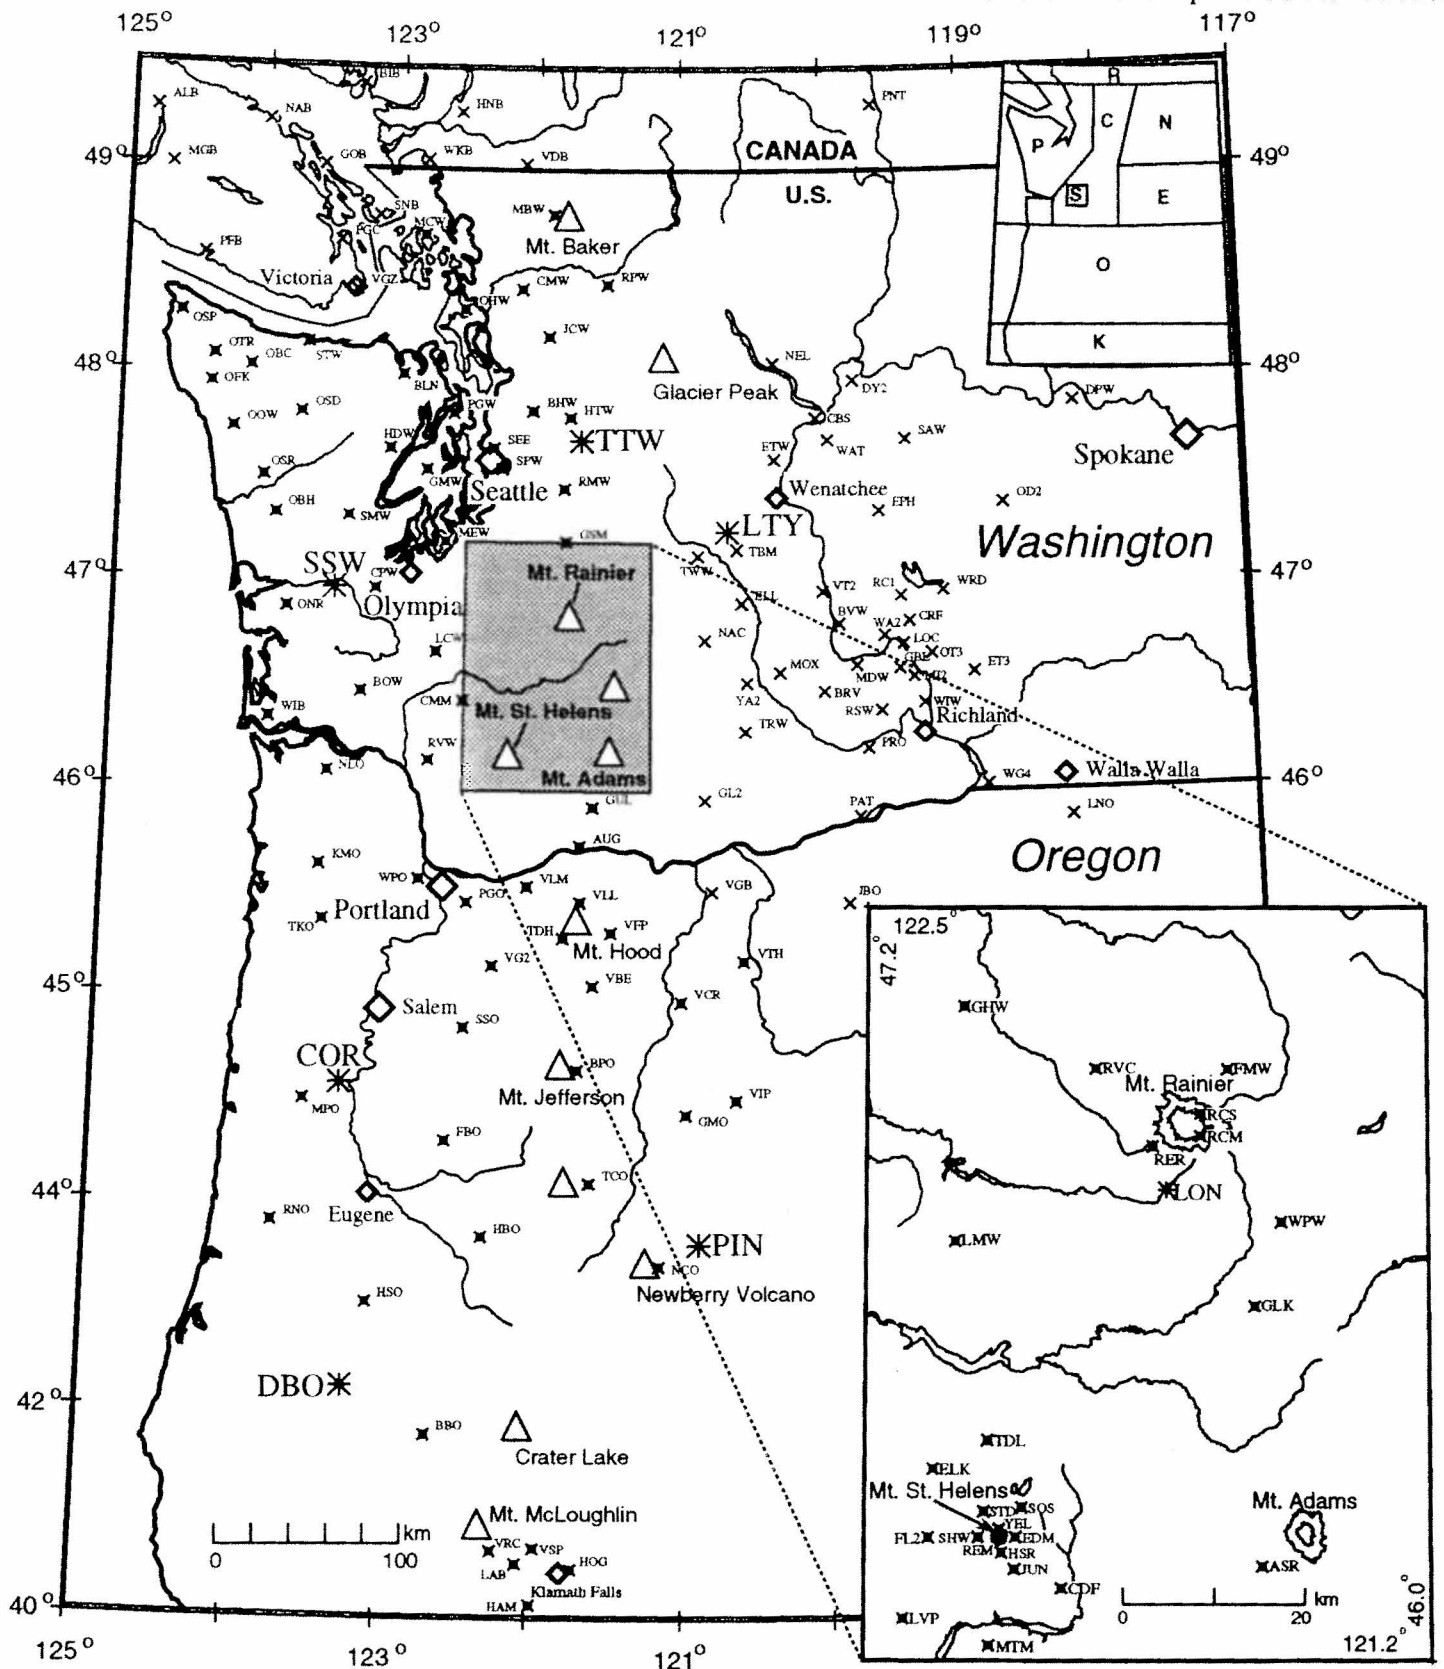 125° 123° 121° 119° 117°
BIB
ALB
NAB
HNB
PNT
B
C
N
P
S
E
O
K
49°
MGB
GOB
WKB
VDB
CANADA
U.S.
49°
SNB
PGC
MCW
MBW
Mt. Baker
PFB
Victoria
VGZ
CMW
RPW
OHW
OSP
JCW
OTR
OBC
STW
48°
OFK
BLN
Glacier Peak
NEL
DY2
DPW
48°
OOW
OSD
PGW
BHW
HTW
CBS
HDW
SEE
SPW
TTW
ETW
WAT
SAW
Spokane
OSR
GMW
Seattle
RMW
Wenatchee
EPH
OD2
OBH
SMW
MEW
GSM
LTY
TBM
Washington
47°
SSW
CPW
Olympia
Mt. Rainier
TWW
VT2
RC1
WRD
47°
ONR
ELL
BVW
WA2
CRF
LCW
NAC
LOC
GBL
OT3
ET3
BOW
MOX
MDW
YA2
BRV
RSW
WIW
WIB
CMM
Mt. St. Helens
TRW
Richland
RVW
PRO
46°
NLO
Mt. Adams
WG4
Walla Walla
46°
GUL
GL2
PAT
LNO
AUG
KMO
Oregon
WPO
PGO
VLM
VLL
VGB
JBO
Portland
TKO
TDH
VFP
Mt. Hood
VG2
VTH
45°
VBE
VCR
Salem
SSO
COR
BPO
Mt. Jefferson
MPO
VIP
GMO
FBO
44°
TCO
Eugene
RNO
HBO
PIN
NCO
Newberry Volcano
HSO
DBO
42°
BBO
Crater Lake
Mt. McLoughlin
km
0 100
VRC
VSP
LAB
HOG
Klamath Falls
HAM
40°
125° 123° 121°
122.5°
47.2°
GHW
RVC
FMW
Mt. Rainier
RCS
RCM
RER
LON
LMW
WPW
GLK
TDL
ELK
Mt. St. Helens
STD
SOS
YEL
FL2
SHW
EDM
REM
HSR
JUN
CDF
LVP
MTM
Mt. Adams
ASR
km
0 20
46.0°
121.2°